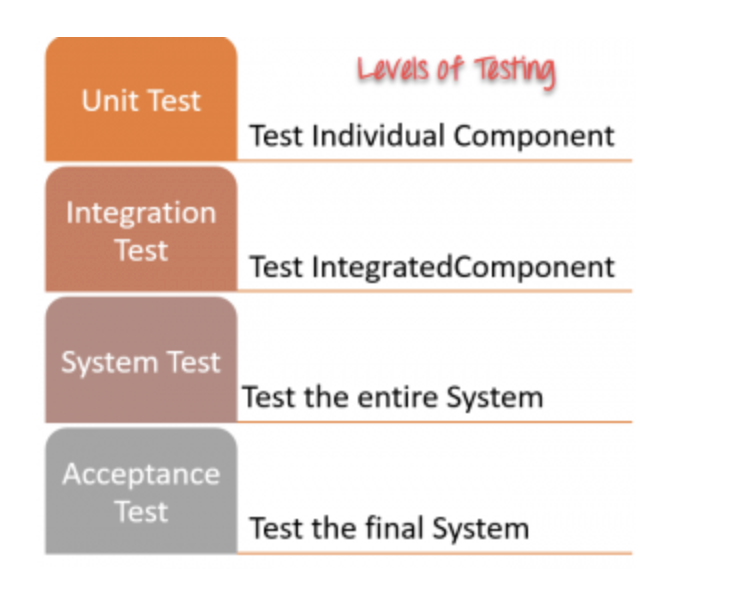 Levels of Testing
Unit Test
Test Individual Component
Integration
Test
Test IntegratedComponent
System Test
Test the entire System
Acceptance
Test
Test the final System